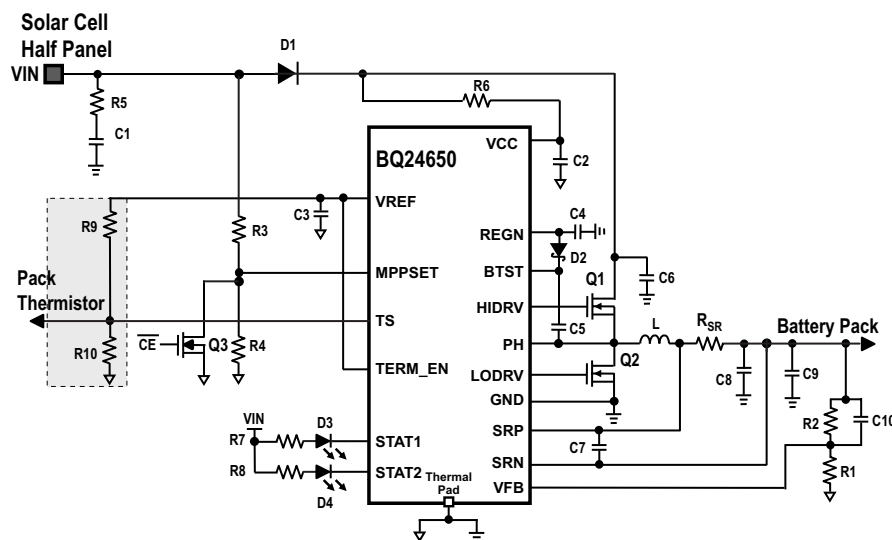 Solar Cell
Half Panel
VIN
D1
R5
C1
R6
VCC
C2
BQ24650
VREF
R9
C3
R3
REGN
C4
D2
BTST
Q1
C6
MPPSET
HIDRV
Pack
Thermistor
TS
C5
R10
CE
Q3
R4
PH
L
RSR
Battery Pack
Q2
TERM_EN
LODRV
C8
C9
GND
VIN
R7
D3
STAT1
SRP
C7
R2
C10
R8
D4
STAT2
SRN
R1
Thermal
Pad
VFB